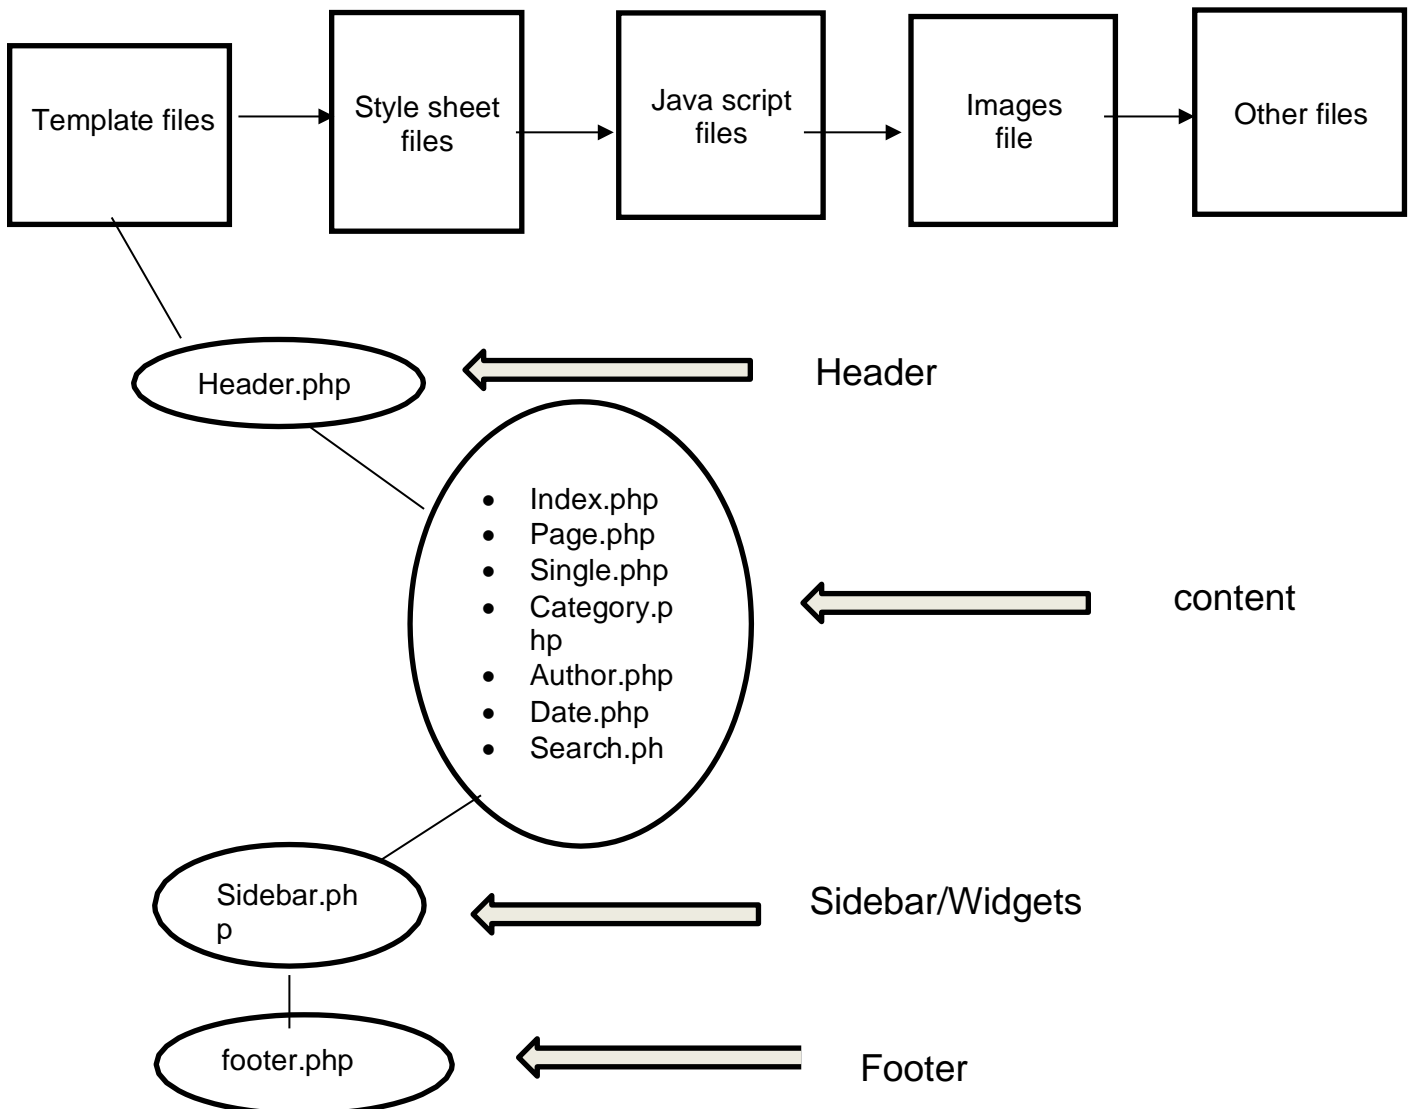 Template files
Style sheet
files
Java script
files
Images
file
Other files
Header.php
Header
• Index.php
• Page.php
• Single.php
• Category.p
hp
• Author.php
• Date.php
• Search.ph
content
Sidebar.ph
p
Sidebar/Widgets
footer.php
Footer